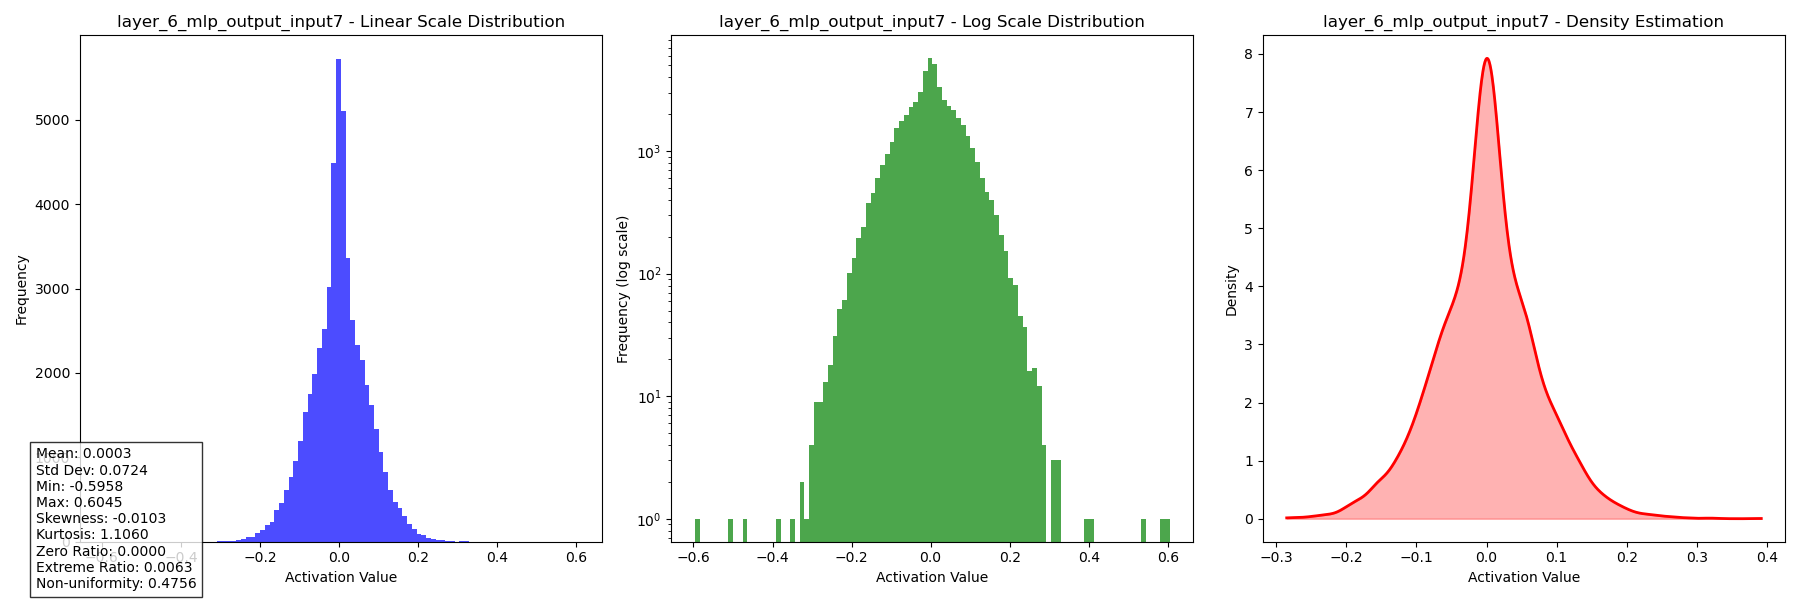 layer_6_mlp_output_input7 - Linear Scale Distribution
Frequency
5000
4000
3000
2000
1000
0
−0.6 −0.4 −0.2 0.0 0.2 0.4 0.6
Activation Value
Mean: 0.0003
Std Dev: 0.0724
Min: -0.5958
Max: 0.6045
Skewness: -0.0103
Kurtosis: 1.1060
Zero Ratio: 0.0000
Extreme Ratio: 0.0063
Non-uniformity: 0.4756
layer_6_mlp_output_input7 - Log Scale Distribution
Frequency (log scale)
10³
10²
10¹
10⁰
−0.6 −0.4 −0.2 0.0 0.2 0.4 0.6
Activation Value
layer_6_mlp_output_input7 - Density Estimation
Density
8
7
6
5
4
3
2
1
0
−0.3 −0.2 −0.1 0.0 0.1 0.2 0.3 0.4
Activation Value